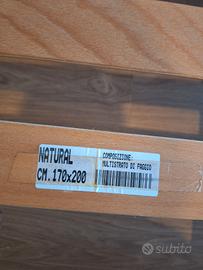 NATURAL
CM. 170x200
COMPOSIZIONE:
MULTISTRATO DI FAGGIO
subito